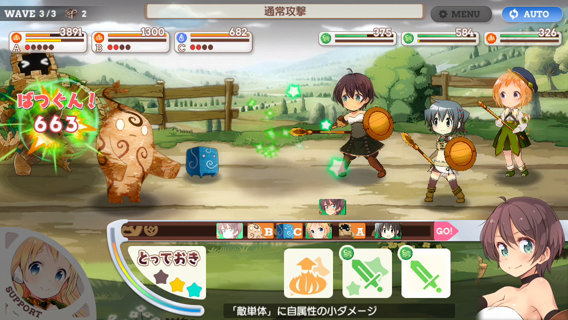 WAVE 3/3 2
通常攻撃
MENU
AUTO
3891
A
1300
B
682
C
375
584
326
ばつぐん!
663
B C A GO!
とっておき
SUPPORT
「敵単体」に自属性の小ダメージ